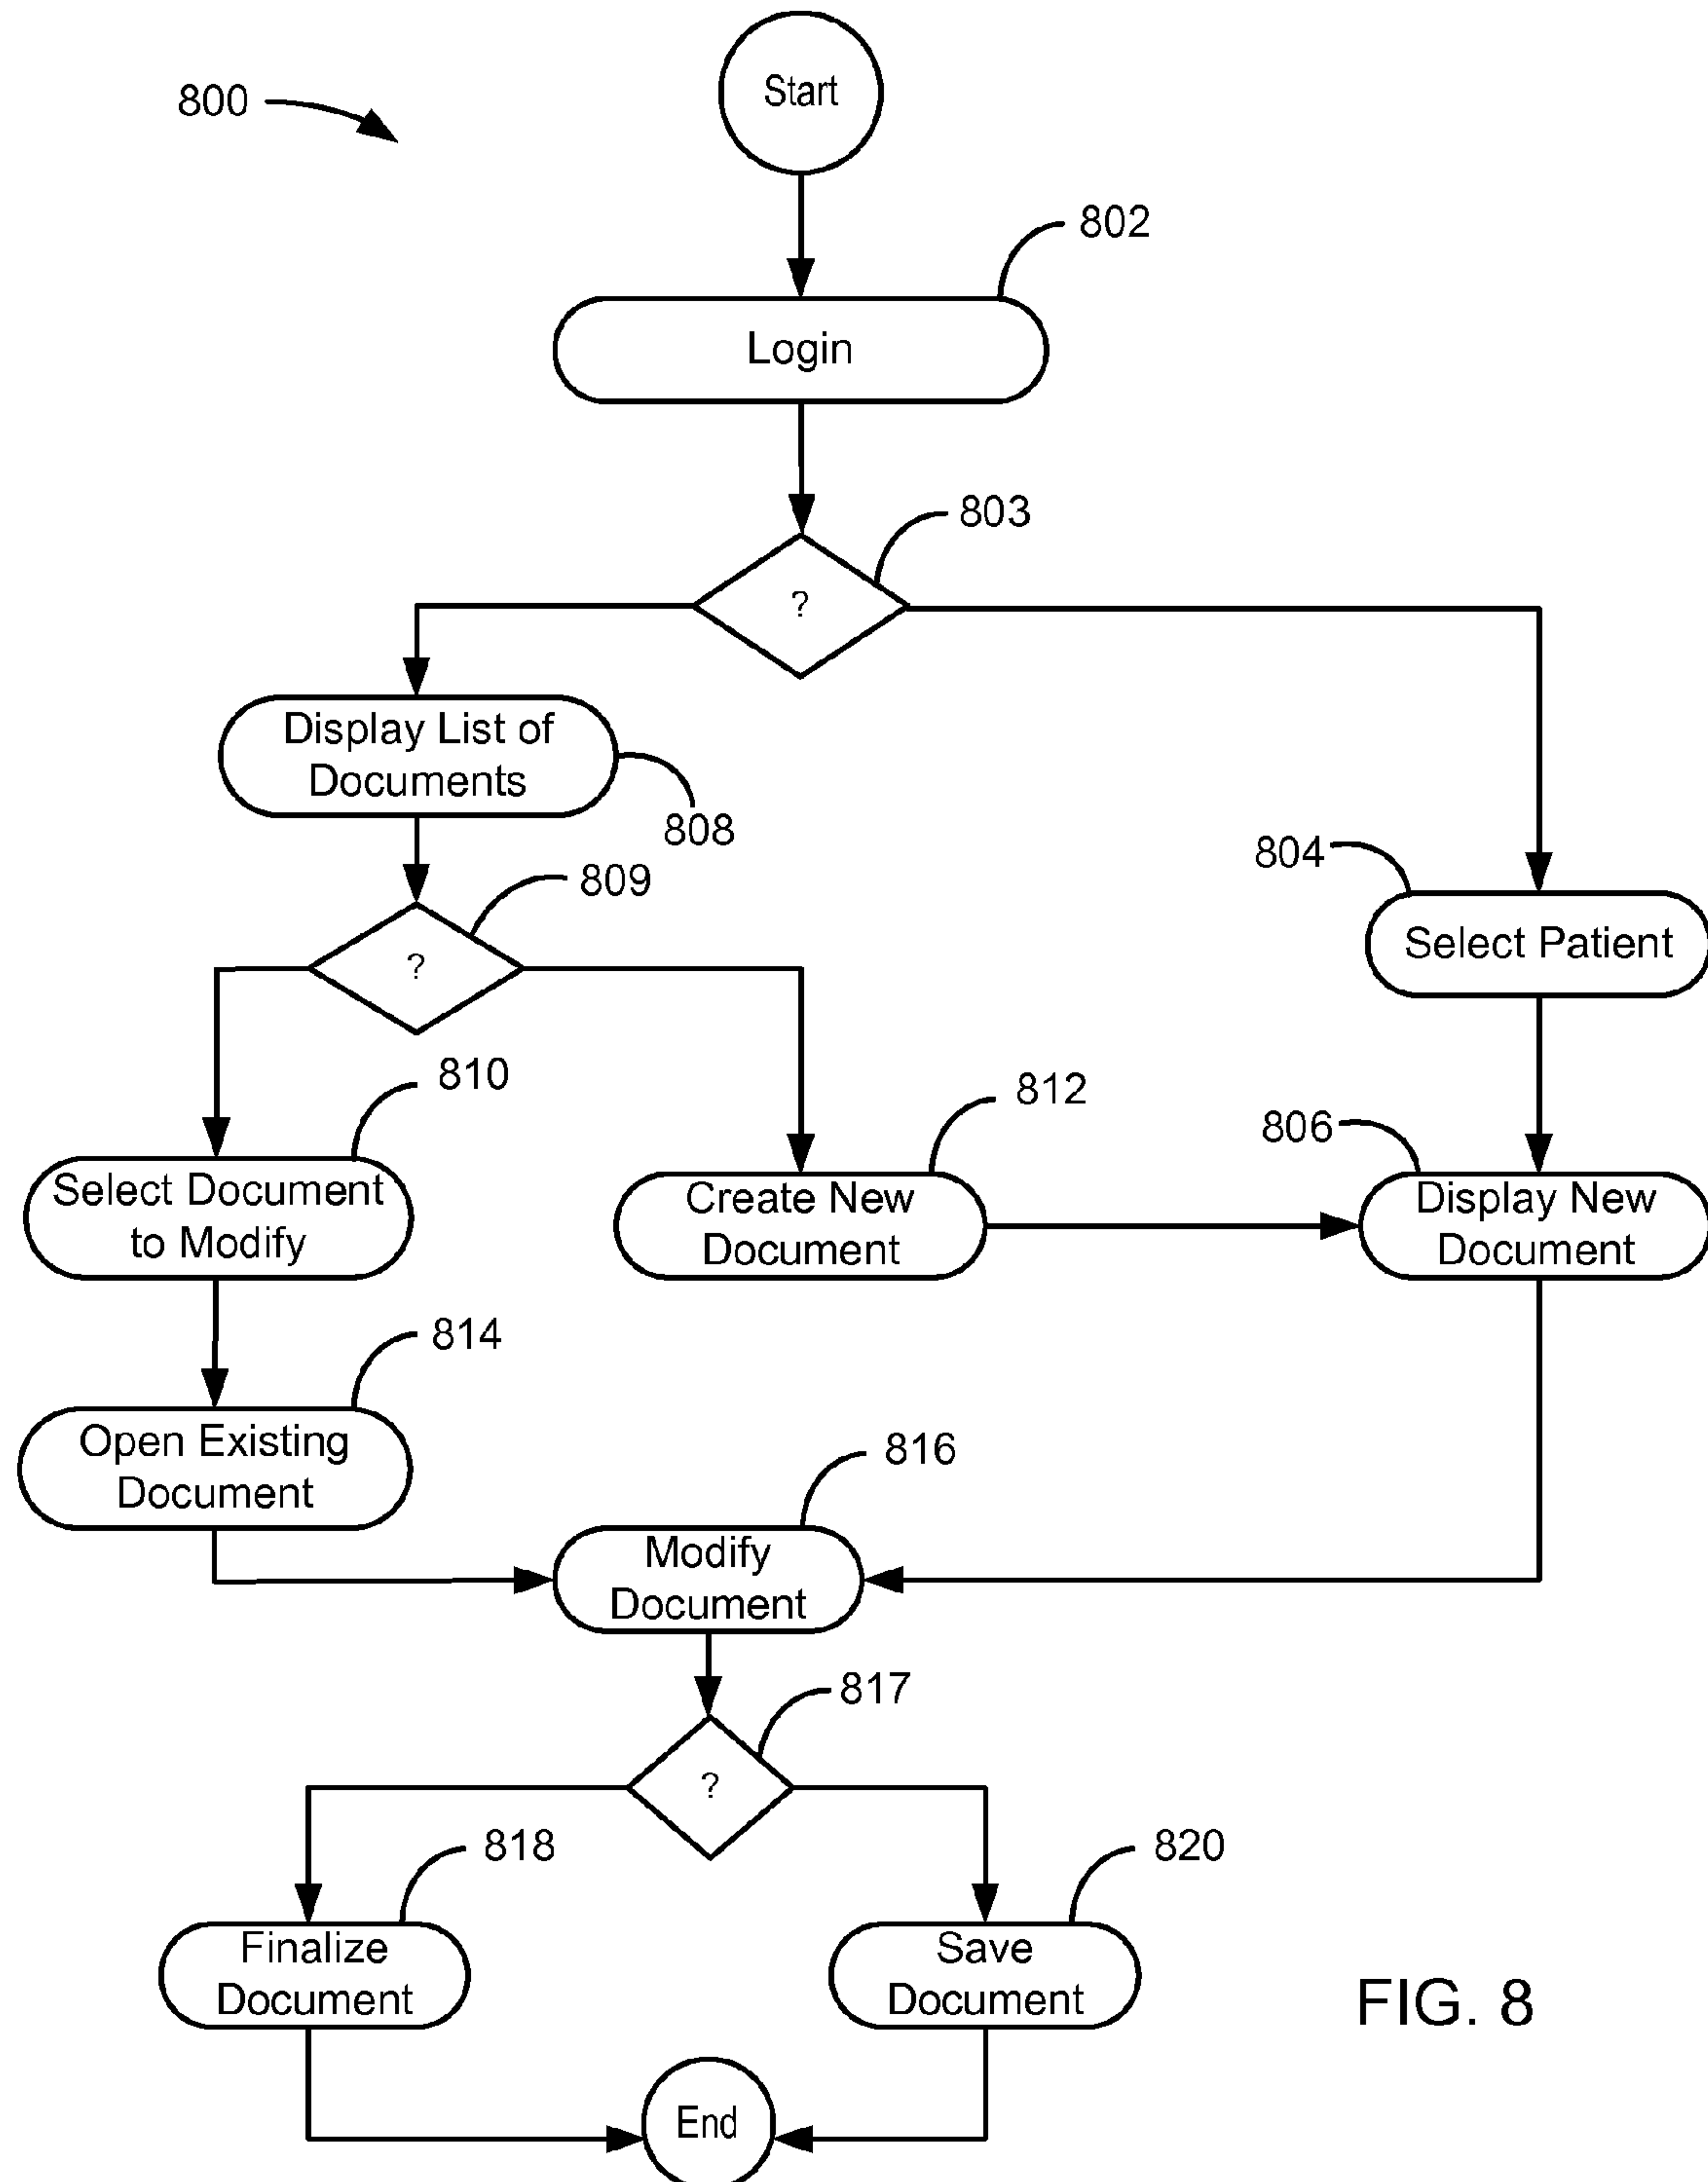 Start
800
802
Login
803
?
Display List of
Documents
808
809
?
804
Select Patient
810
812
806
Select Document
to Modify
Create New
Document
Display New
Document
814
Open Existing
Document
816
Modify
Document
817
?
818
820
Finalize
Document
Save
Document
FIG. 8
End